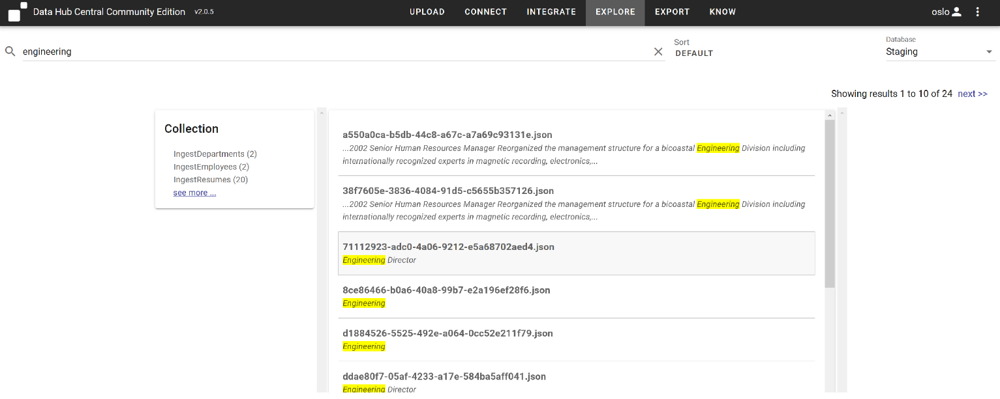 Data Hub Central Community Edition v2.0.5
UPLOAD CONNECT INTEGRATE EXPLORE EXPORT KNOW
oslo
engineering
Sort
DEFAULT
Database
Staging
Showing results 1 to 10 of 24 next >>
Collection
IngestDepartments (2)
IngestEmployees (2)
IngestResumes (20)
see more ...
a550a0ca-b5db-44c8-a67c-a7a69c93131e.json
...2002 Senior Human Resources Manager Reorganized the management structure for a bicoastal Engineering Division including
internationally recognized experts in magnetic recording, electronics,...
38f7605e-3836-4084-91d5-c5655b357126.json
...2002 Senior Human Resources Manager Reorganized the management structure for a bicoastal Engineering Division including
internationally recognized experts in magnetic recording, electronics,...
71112923-adc0-4a06-9212-e5a68702aed4.json
Engineering Director
8ce86466-b0a6-40a8-99b7-e2a196ef28f6.json
Engineering
d1884526-5525-492e-a064-0cc52e211f79.json
Engineering
ddae80f7-05af-4233-a17e-584ba5aff041.json
Engineering Director